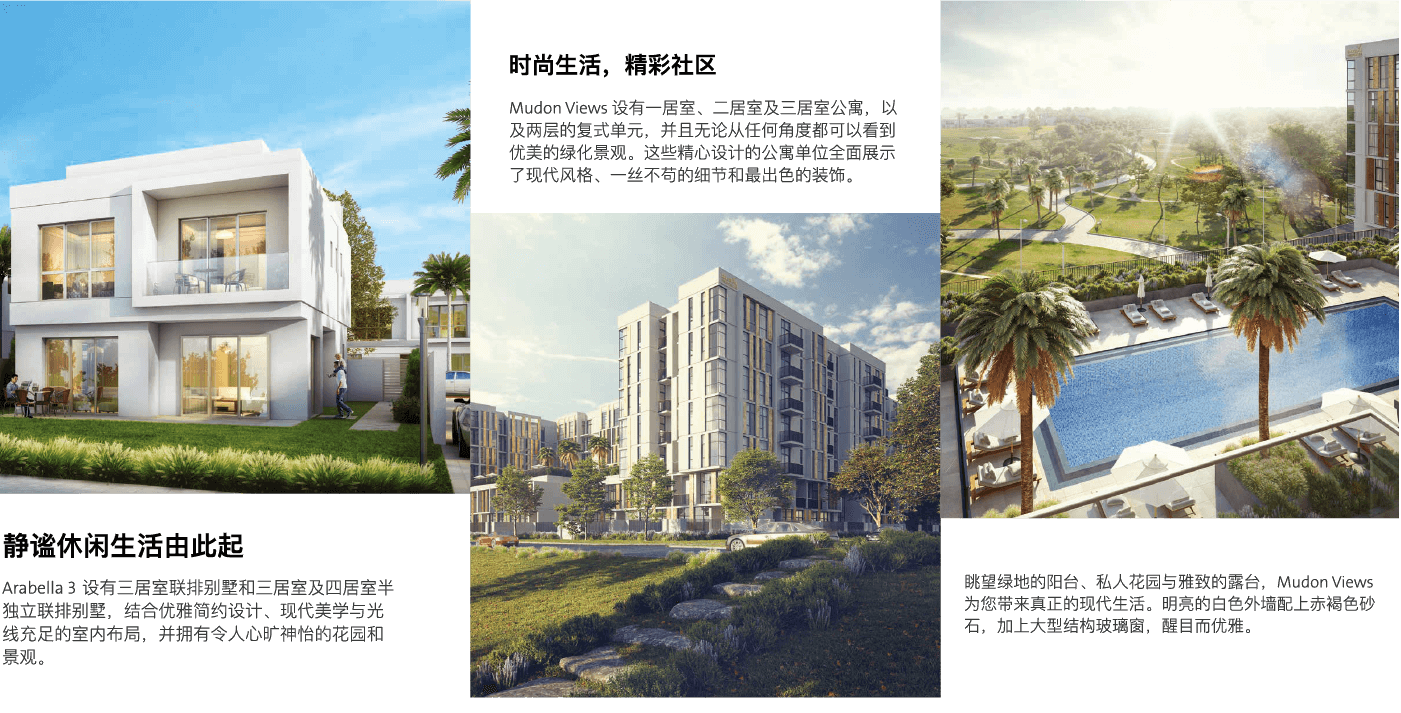 时尚生活，精彩社区
Mudon Views 设有一居室、二居室及三居室公寓，以
及两层的复式单元，并且无论从任何角度都可以看到
优美的绿化景观。这些精心设计的公寓单位全面展示
了现代风格、一丝不苟的细节和最出色的装饰。
静谧休闲生活由此起
Arabella 3 设有三居室联排别墅和三居室及四居室半
独立联排别墅，结合优雅简约设计、现代美学与光
线充足的室内布局，并拥有令人心旷神怡的花园和
景观。
眺望绿地的阳台、私人花园与雅致的露台，Mudon Views
为您带来真正的现代生活。明亮的白色外墙配上赤褐色砂
石，加上大型结构玻璃窗，醒目而优雅。